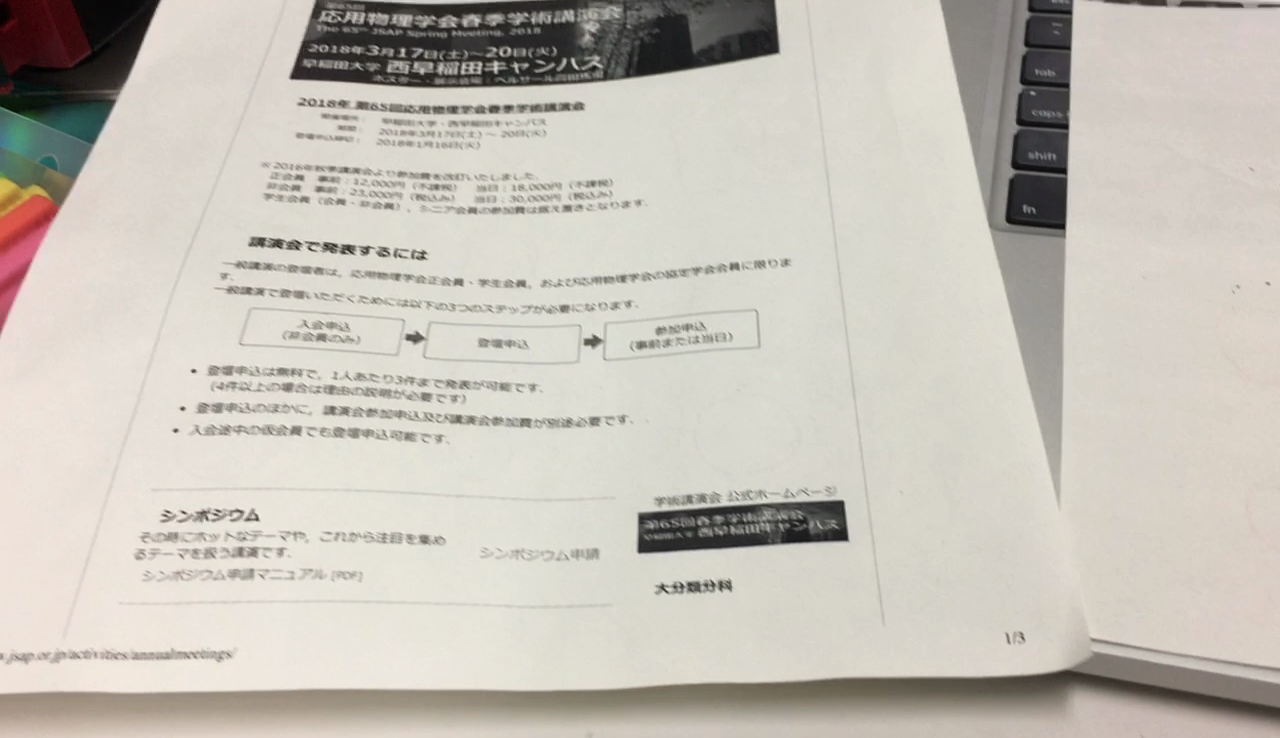 第65回
応用物理学会春季学術講演会
The 65th JSAP Spring Meeting, 2018
2018年3月17日(土)～20日(火)
早稲田大学 西早稲田キャンパス
ポスター・展示会場：ベルサール高田馬場
2018年 第65回応用物理学会春季学術講演会
開催場所： 早稲田大学・西早稲田キャンパス
期間： 2018年3月17日(土) ～ 20日(火)
登壇申込締切： 2018年1月16日(火)
※ 2018年秋季講演会より参加費を改訂いたしました.
正会員 事前：12,000円 (不課税) 当日：18,000円 (不課税)
非会員 事前：23,000円 (税込み) 当日：30,000円 (税込み)
学生会員 (会員・非会員) , シニア会員の参加費は据え置きとなります.
講演会で発表するには
一般講演の登壇者は，応用物理学会正会員・学生会員，および応用物理学会の協定学会会員に限りま
す.
一般講演で登壇いただくためには以下の3つのステップが必要になります.
入会申込
(非会員のみ)
登壇申込
参加申込
(事前または当日)
• 登壇申込は無料で，1人あたり3件まで発表が可能です.
(4件以上の場合は理由の説明が必要です)
• 登壇申込のほかに，講演会参加申込及び講演会参加費が別途必要です.
• 入会途中の仮会員でも登壇申込可能です.
シンポジウム
その時にホットなテーマや，これから注目を集め
るテーマを扱う講演です.
シンポジウム申請
シンポジウム申請マニュアル [PDF]
学術講演会 公式ホームページ
第65回春季学術講演会
早稲田大学 西早稲田キャンパス
大分類分科
.jsap.or.jp/activities/annualmeetings/
1/3
tab
caps
shift
fn